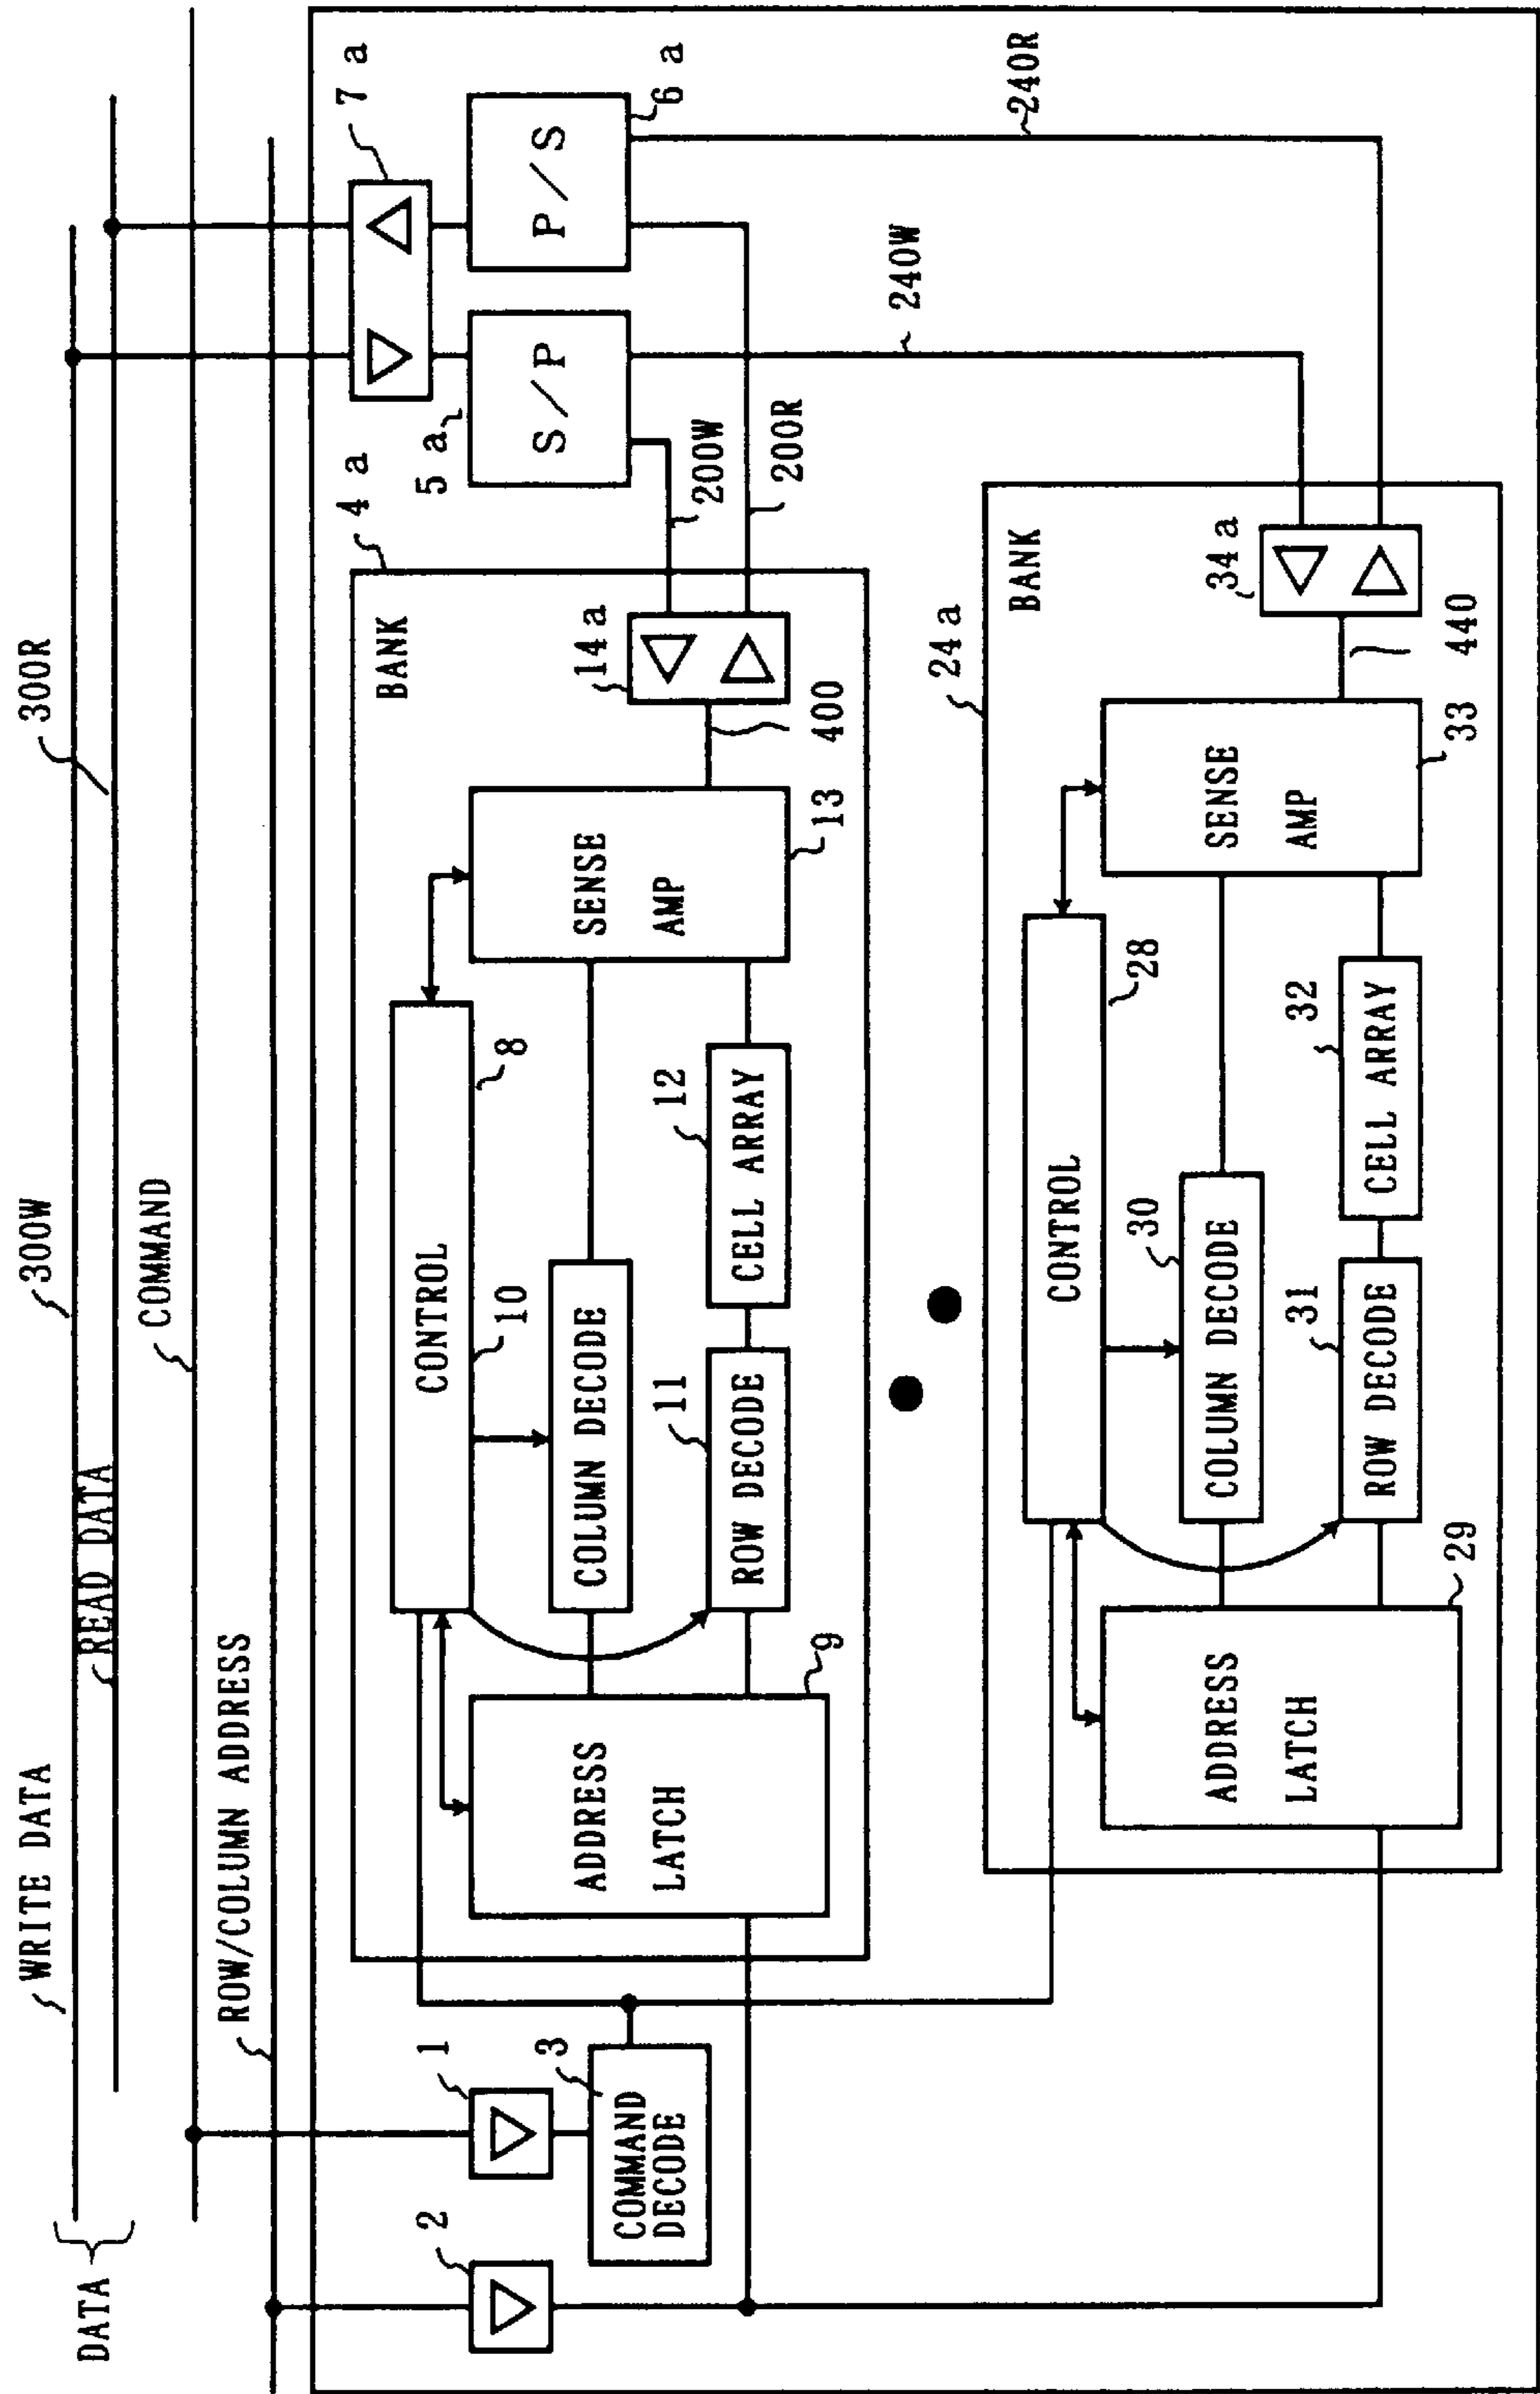 DATA
WRITE DATA
300W
300R
READ DATA
COMMAND
ROW/COLUMN ADDRESS
2
1
3
COMMAND
DECODE
4 a
5 a
7 a
6 a
S/P
P/S
BANK
CONTROL
8
10
ADDRESS
LATCH
9
COLUMN DECODE
11
ROW DECODE
12
CELL ARRAY
SENSE
AMP
13
14 a
400
200W
200R
240W
240R
24 a
BANK
CONTROL
28
ADDRESS
LATCH
29
30
COLUMN DECODE
31
ROW DECODE
32
CELL ARRAY
SENSE
AMP
33
34 a
440